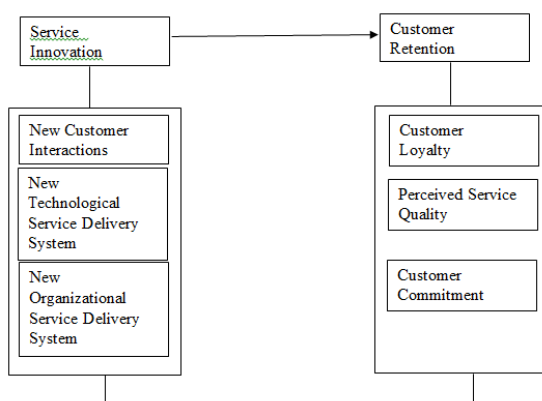 Service
Innovation
Customer
Retention
New Customer
Interactions
New
Technological
Service Delivery
System
New
Organizational
Service Delivery
System
Customer
Loyalty
Perceived Service
Quality
Customer
Commitment